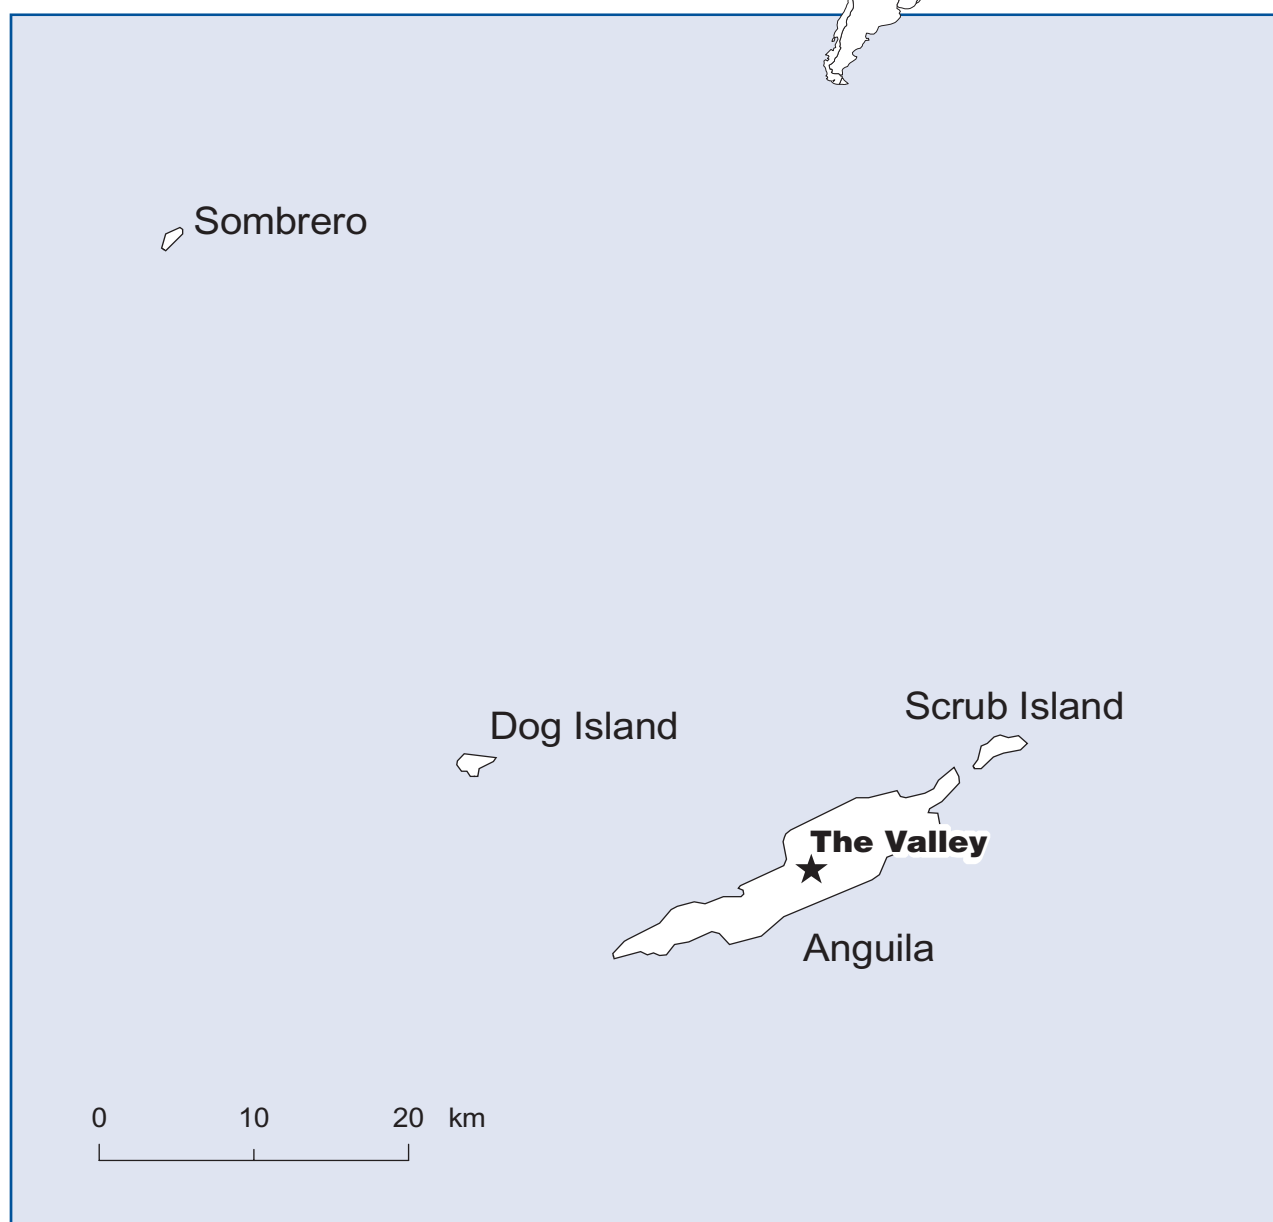 Sombrero
Scrub Island
Dog Island
The Valley
Anguila
0 10 20 km